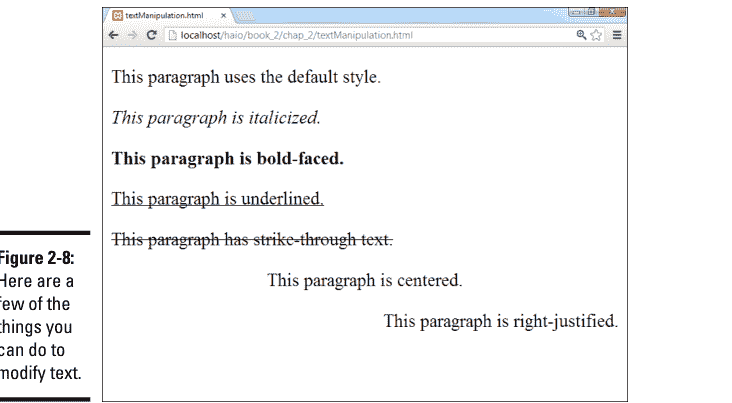 textManipulation.html
localhost/haio/book_2/chap_2/textManipulation.html
This paragraph uses the default style.
This paragraph is italicized.
This paragraph is bold-faced.
This paragraph is underlined.
This paragraph has strike-through text.
This paragraph is centered.
This paragraph is right-justified.
Figure 2-8:
Here are a
few of the
things you
can do to
modify text.